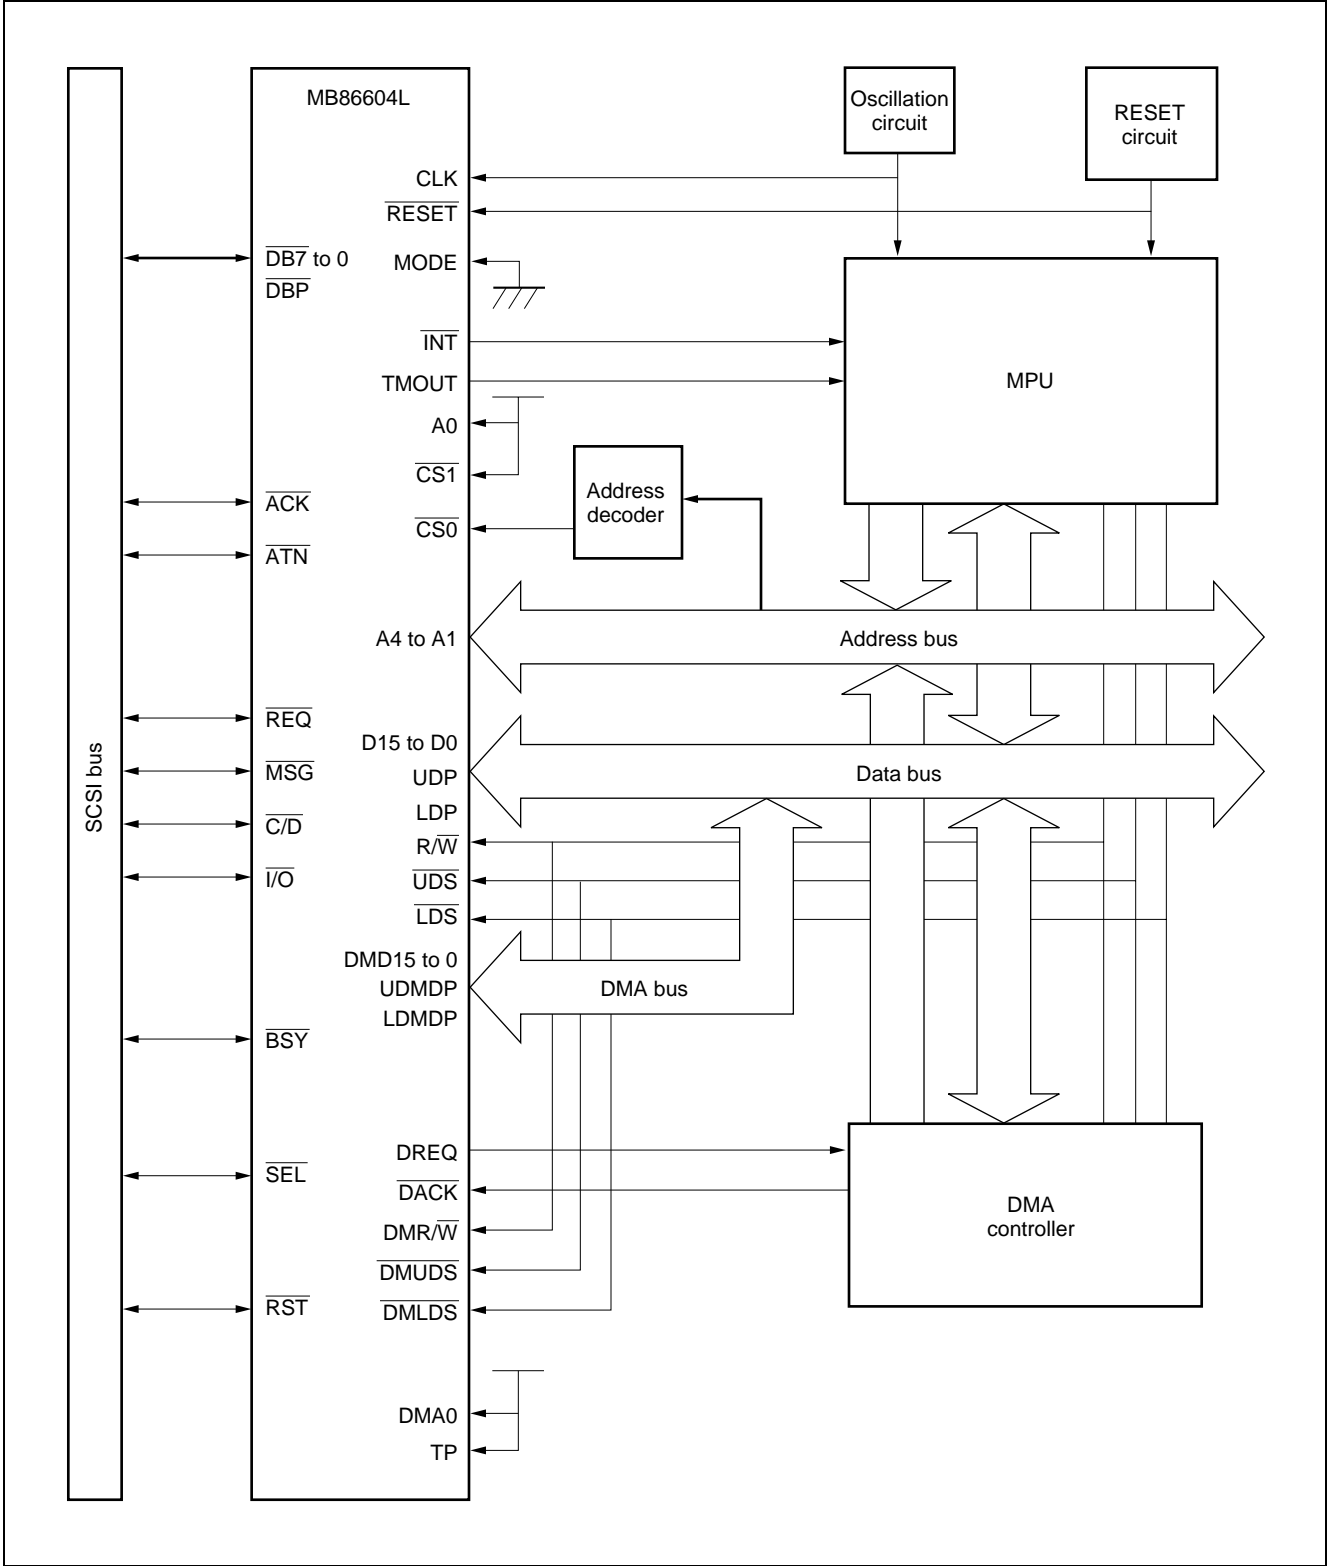 MB86604L
Oscillation
circuit
RESET
circuit
CLK
RESET
DB7 to 0
DBP
MODE
INT
TMOUT
MPU
A0
CS1
Address
decoder
ACK
CS0
ATN
A4 to A1
Address bus
REQ
D15 to D0
MSG
UDP
Data bus
SCSI bus
LDP
C/D
R/W
I/O
UDS
LDS
DMD15 to 0
UDMDP
DMA bus
LDMDP
BSY
DREQ
SEL
DACK
DMA
controller
DMR/W
DMUDS
RST
DMLDS
DMA0
TP